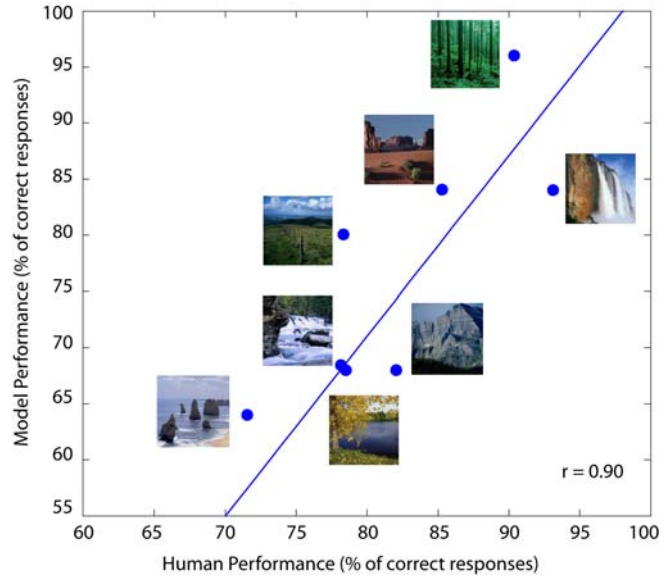 100
95
90
85
80
75
70
65
60
55
Model Performance (% of correct responses)
r = 0.90
60 65 70 75 80 85 90 95 100
Human Performance (% of correct responses)